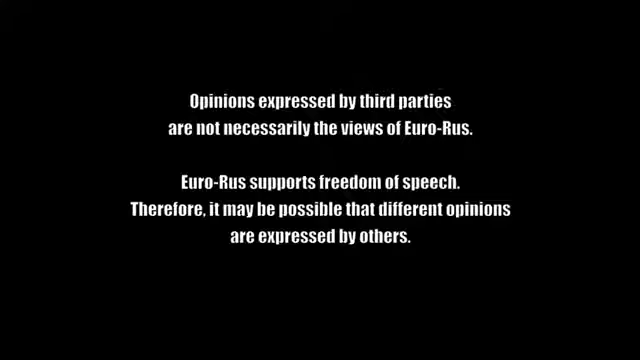 Opinions expressed by third parties
are not necessarily the views of Euro-Rus.
Euro-Rus supports freedom of speech.
Therefore, it may be possible that different opinions
are expressed by others.